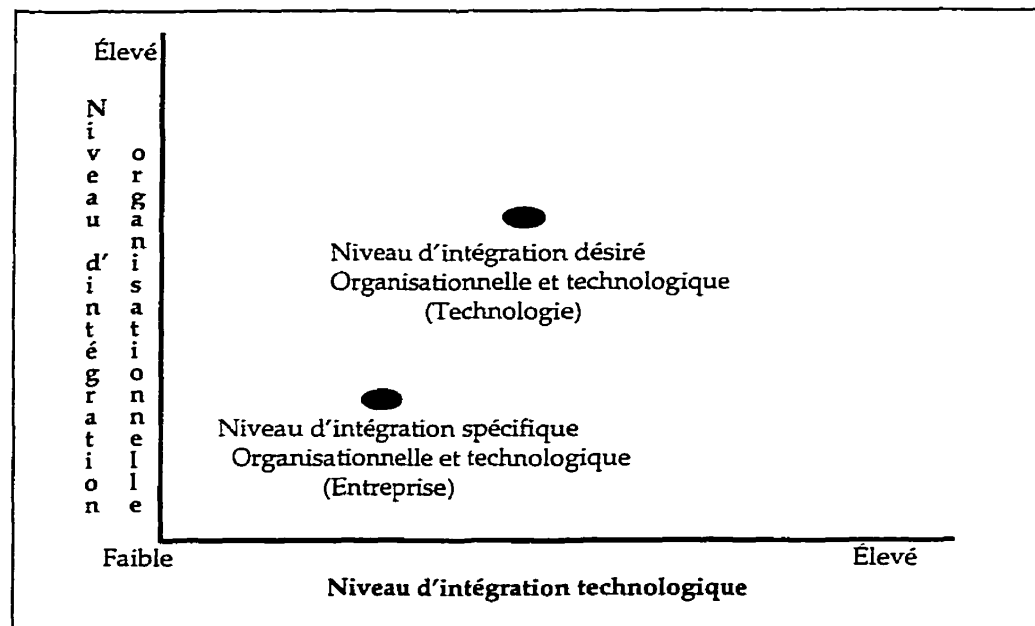 Élevé
Niveau d'intégration
organisationnelle
Niveau d'intégration désiré
Organisationnelle et technologique
(Technologie)
Niveau d'intégration spécifique
Organisationnelle et technologique
(Entreprise)
Faible
Élevé
Niveau d'intégration technologique